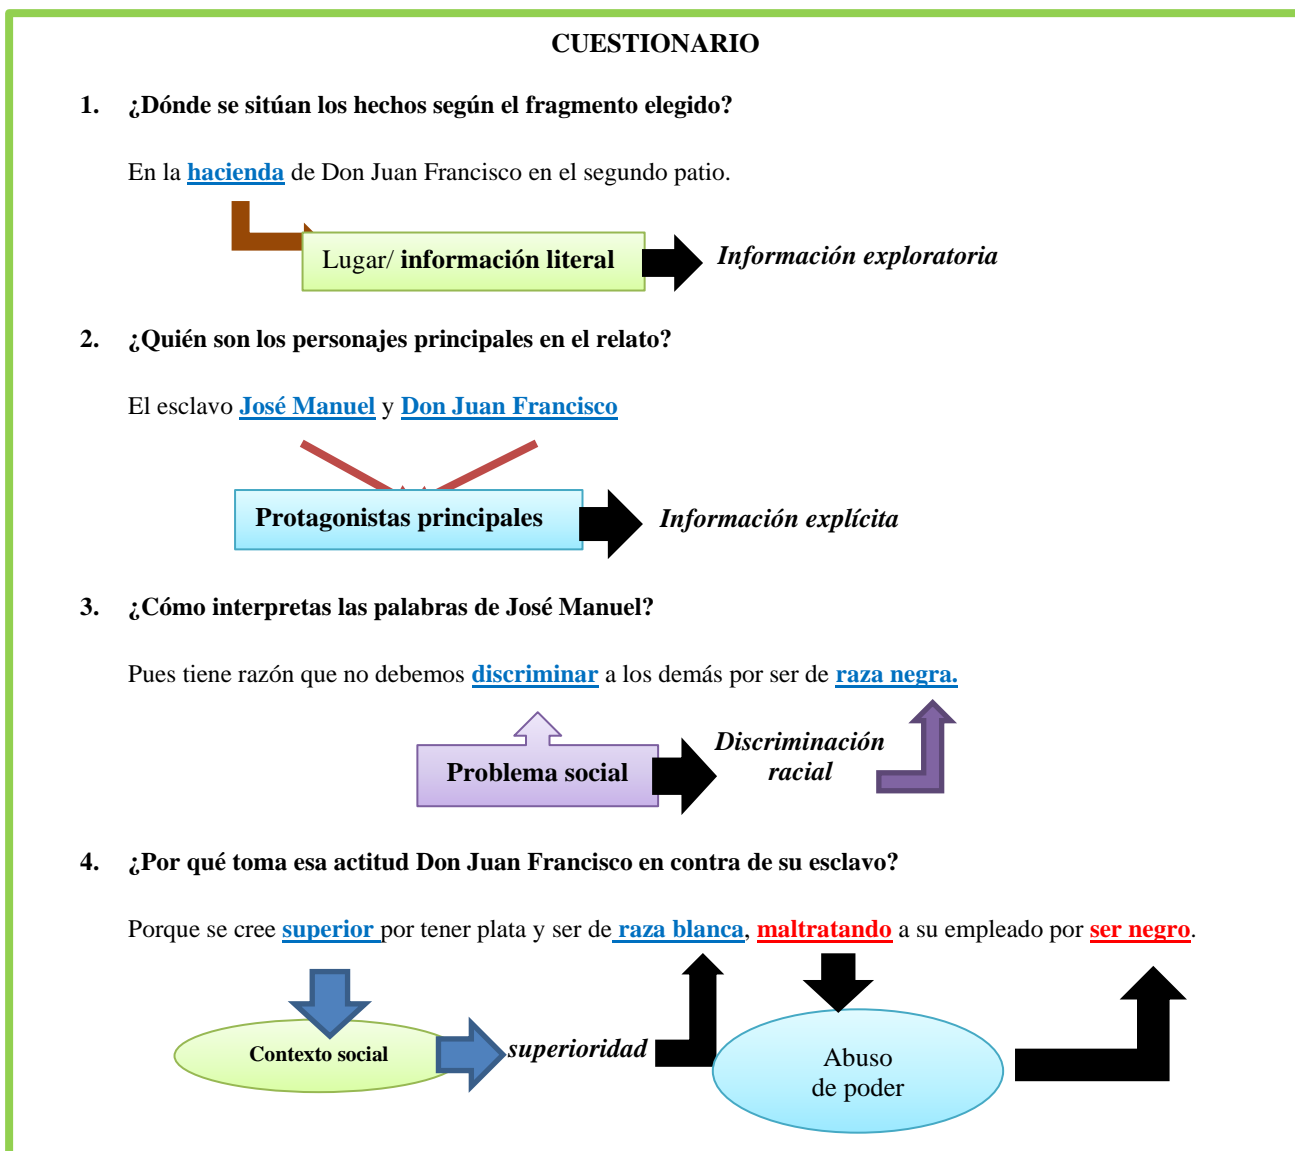 CUESTIONARIO
1. ¿Dónde se sitúan los hechos según el fragmento elegido?
En la hacienda de Don Juan Francisco en el segundo patio.
Lugar/ información literal
Información exploratoria
2. ¿Quién son los personajes principales en el relato?
El esclavo José Manuel y Don Juan Francisco
Protagonistas principales
Información explícita
3. ¿Cómo interpretas las palabras de José Manuel?
Pues tiene razón que no debemos discriminar a los demás por ser de raza negra.
Problema social
Discriminación
racial
4. ¿Por qué toma esa actitud Don Juan Francisco en contra de su esclavo?
Porque se cree superior por tener plata y ser de raza blanca, maltratando a su empleado por ser negro.
Contexto social
superioridad
Abuso
de poder